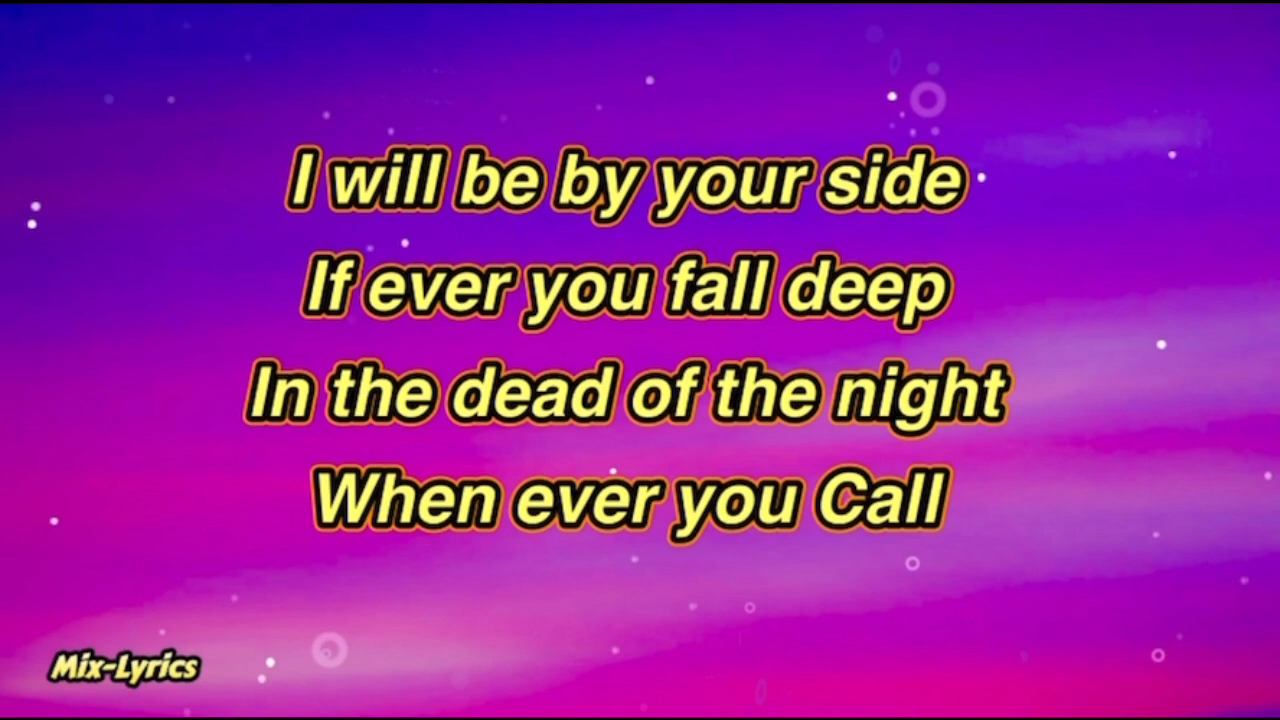 I will be by your side
If ever you fall deep
In the dead of the night
When ever you Call
Mix-Lyrics